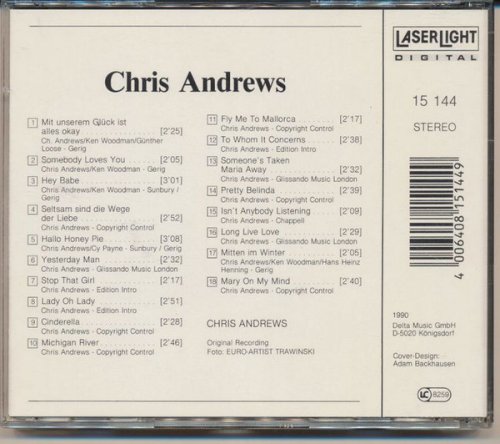 Chris Andrews
1 Mit unserem Glück ist
alles okay ........ [2'25]
Ch. Andrews/Ken Woodman/Günther
Loose - Gerig
2 Somebody Loves You ..... [2'05]
Chris Andrews/Ken Woodman - Gerig
3 Hey Babe ........ [3'01]
Chris Andrews/Ken Woodman - Sunbury /
Gerig
4 Seltsam sind die Wege
der Liebe ........ [2'52]
Chris Andrews - Copyright Control
5 Hallo Honey Pie ........ [3'08]
Chris Andrews/Cy Payne - Sunbury / Gerig
6 Yesterday Man ........ [2'32]
Chris Andrews - Glissando Music London
7 Stop That Girl ........ [2'17]
Chris Andrews - Edition Intro
8 Lady Oh Lady ........ [2'51]
Chris Andrews - Edition Intro
9 Cinderella ........ [2'28]
Chris Andrews - Copyright Control
10 Michigan River ........ [2'46]
Chris Andrews - Copyright Control
11 Fly Me To Mallorca ........ [2'17]
Chris Andrews - Copyright Control
12 To Whom It Concerns ..... [2'38]
Chris Andrews - Edition Intro
13 Someone's Taken
Maria Away ........ [2'32]
Chris Andrews - Glissando Music London
14 Pretty Belinda ........ [2'39]
Chris Andrews - Copyright Control
15 Isn't Anybody Listening ..... [2'09]
Chris Andrews - Chappell
16 Long Live Love ........ [2'29]
Chris Andrews - Glissando Music London
17 Mitten im Winter ........ [2'05]
Chris Andrews/Ken Woodman/Hans Heinz
Henning - Gerig
18 Mary On My Mind ........ [2'40]
Chris Andrews - Copyright Control
CHRIS ANDREWS
Original Recording
Foto: EURO-ARTIST TRAWINSKI
LASERLIGHT
DIGITAL
15 144
STEREO
4 006408 151449
1990
Delta Music GmbH
D-5020 Königsdorf
Cover-Design:
Adam Backhausen
LC 8259